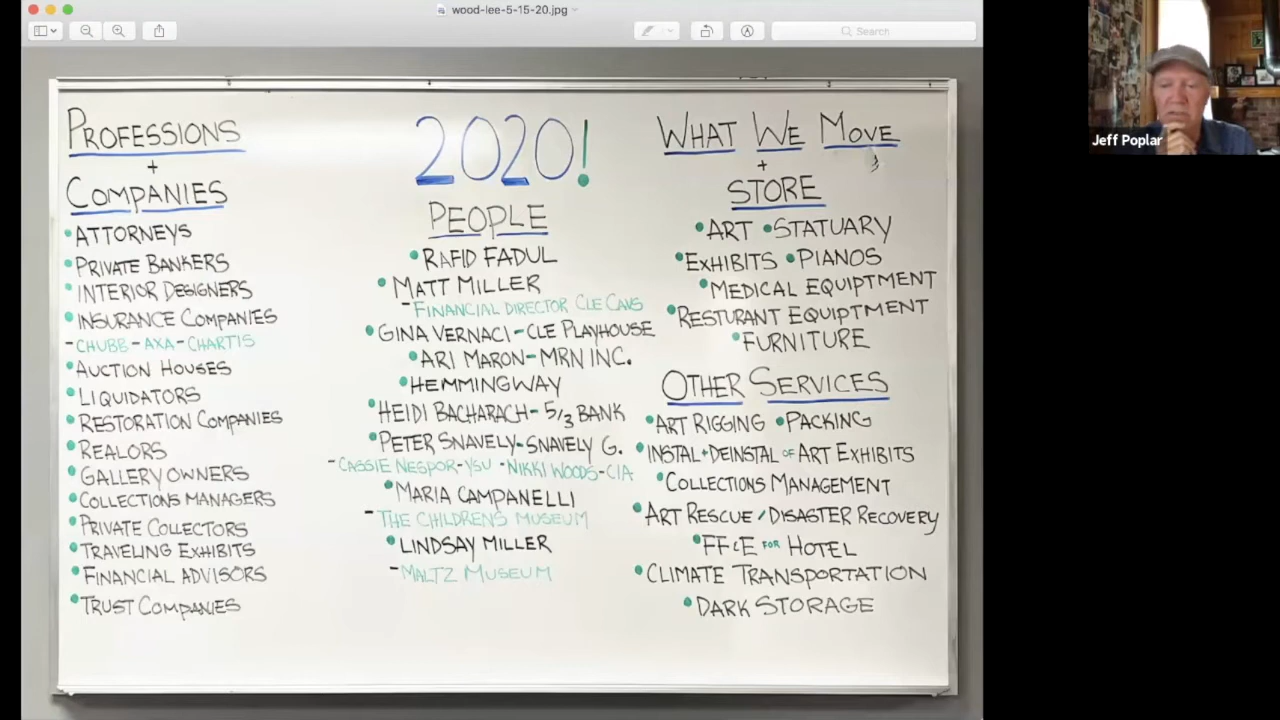 wood-lee-5-15-20.jpg
Search
PROFESSIONS
+
COMPANIES
• ATTORNEYS
• PRIVATE BANKERS
• INTERIOR DESIGNERS
• INSURANCE COMPANIES
- CHUBB - AXA - CHARTIS
• AUCTION HOUSES
• LIQUIDATORS
• RESTORATION COMPANIES
• REALORS
• GALLERY OWNERS
• COLLECTIONS MANAGERS
• PRIVATE COLLECTORS
• TRAVELING EXHIBITS
• FINANCIAL ADVISORS
• TRUST COMPANIES
2020!
PEOPLE
• RAFID FADUL
• MATT MILLER
- FINANCIAL DIRECTOR CLE CAVS
• GINA VERNACI - CLE PLAYHOUSE
• ARI MARON - MRN INC.
• HEMMINGWAY
• HEIDI BACHARACH - 5/3 BANK
• PETER SNAVELY - SNAVELY G.
- CASSIE NESPOR - YSU • NIKKI WOODS - CIA
• MARIA CAMPANELLI
- THE CHILDRENS MUSEUM
• LINDSAY MILLER
- MALTZ MUSEUM
WHAT WE MOVE
+
STORE
• ART • STATUARY
• EXHIBITS • PIANOS
• MEDICAL EQUIPTMENT
• RESTURANT EQUIPTMENT
• FURNITURE
OTHER SERVICES
• ART RIGGING • PACKING
• INSTAL + DEINSTAL OF ART EXHIBITS
• COLLECTIONS MANAGEMENT
• ART RESCUE / DISASTER RECOVERY
• FF&E FOR HOTEL
• CLIMATE TRANSPORTATION
• DARK STORAGE
Jeff Poplar